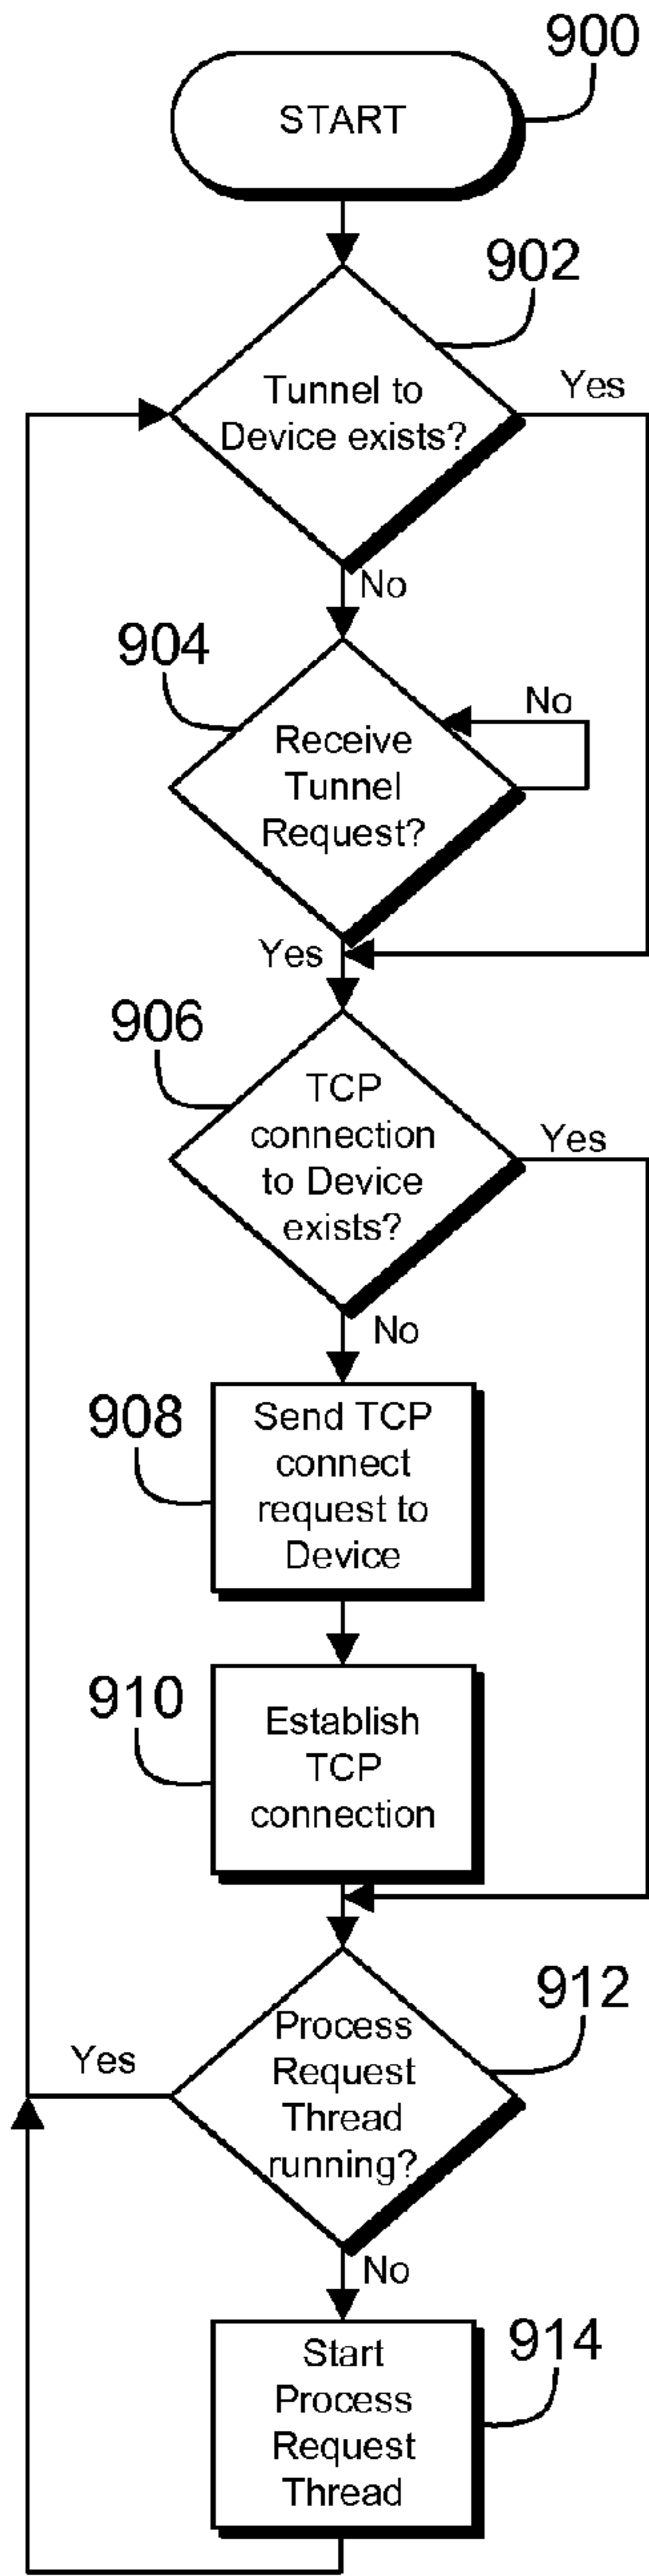 900
START
902
Tunnel to
Device exists?
Yes
No
904
Receive
Tunnel
Request?
No
Yes
906
TCP
connection
to Device
exists?
Yes
No
908
Send TCP
connect
request to
Device
910
Establish
TCP
connection
912
Process
Request
Thread
running?
Yes
No
914
Start
Process
Request
Thread